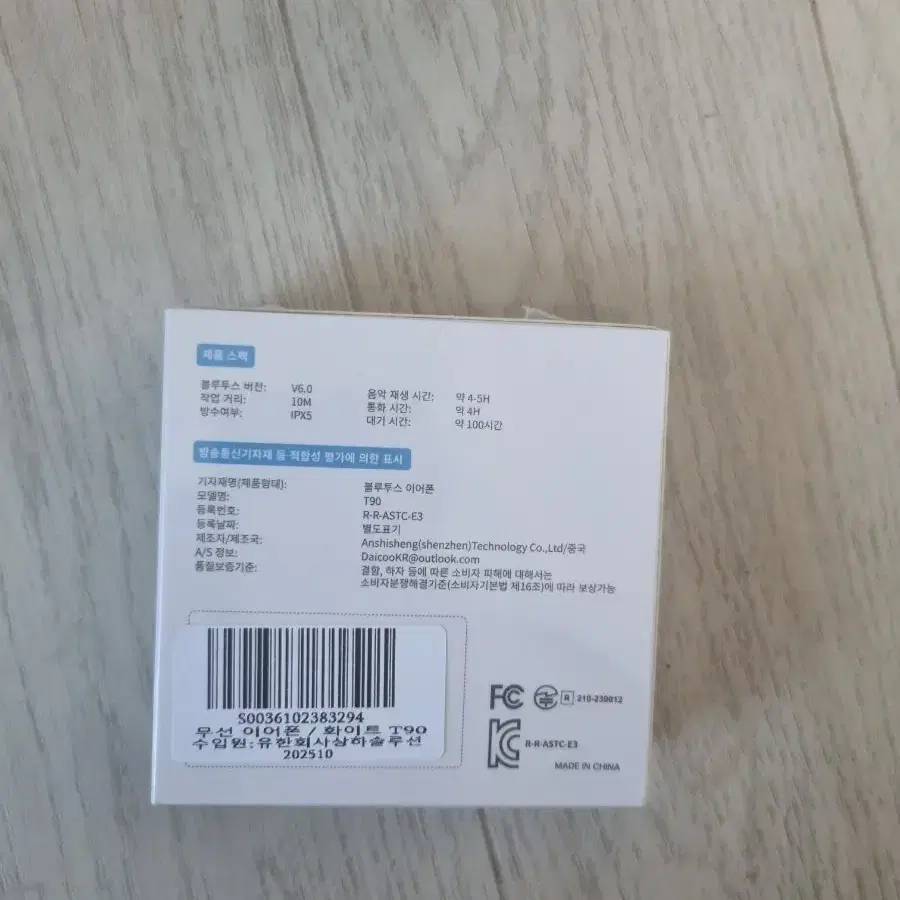 제품 스펙
블루투스 버전: V6.0
작업 거리: 10M
방수여부: IPX5
음악 재생 시간: 약 4-5H
통화 시간: 약 4H
대기 시간: 약 100시간
방송통신기자재 등 적합성 평가에 의한 표시
기자재명(제품형태): 블루투스 이어폰
모델명: T90
등록번호: R-R-ASTC-E3
등록날짜: 별도표기
제조자/제조국: Anshisheng(shenzhen)Technology Co.,Ltd/중국
A/S 정보: DaicooKR@outlook.com
품질보증기준: 결함, 하자 등에 따른 소비자 피해에 대해서는
소비자분쟁해결기준(소비자기본법 제16조)에 따라 보상가능
S0036102383294
무선 이어폰 / 화이트 T90
수입원:유한회사상하솔루션
202510
FC
R 210-239012
KC
R-R-ASTC-E3
MADE IN CHINA